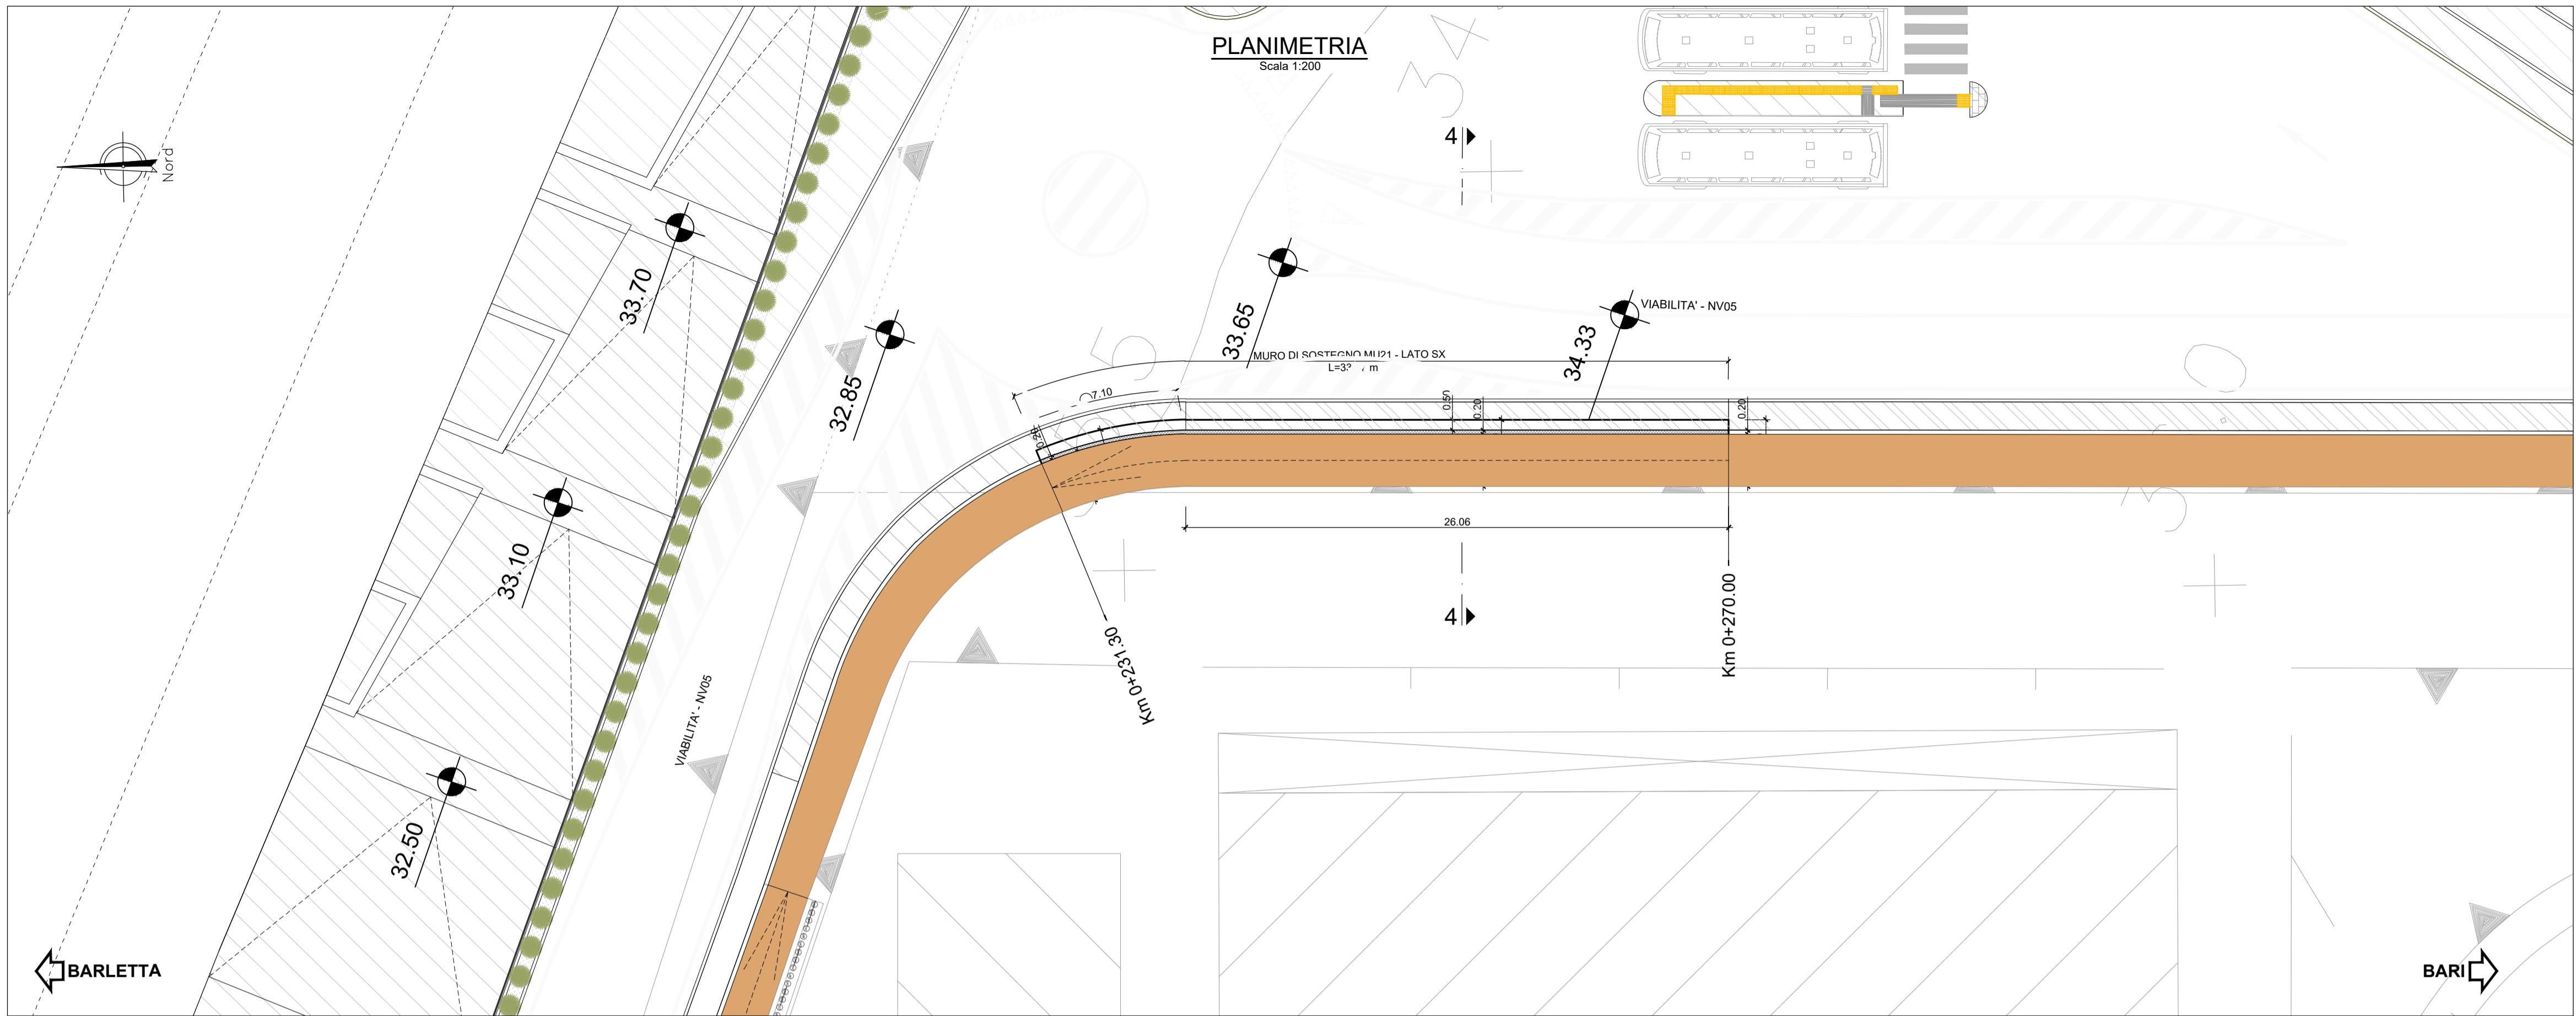 PLANIMETRIA
Scala 1:200
4
Nord
33.70
33.65
VIABILITA' - NV05
34.33
32.85
MURO DI SOSTEGNO MU21 - LATO SX
7.10
0.50
0.20
0.20
0.20
33.10
26.06
Km 0+270.00
4
Km 0+231.30
VIABILITA' - NV05
32.50
BARLETTA
BARI